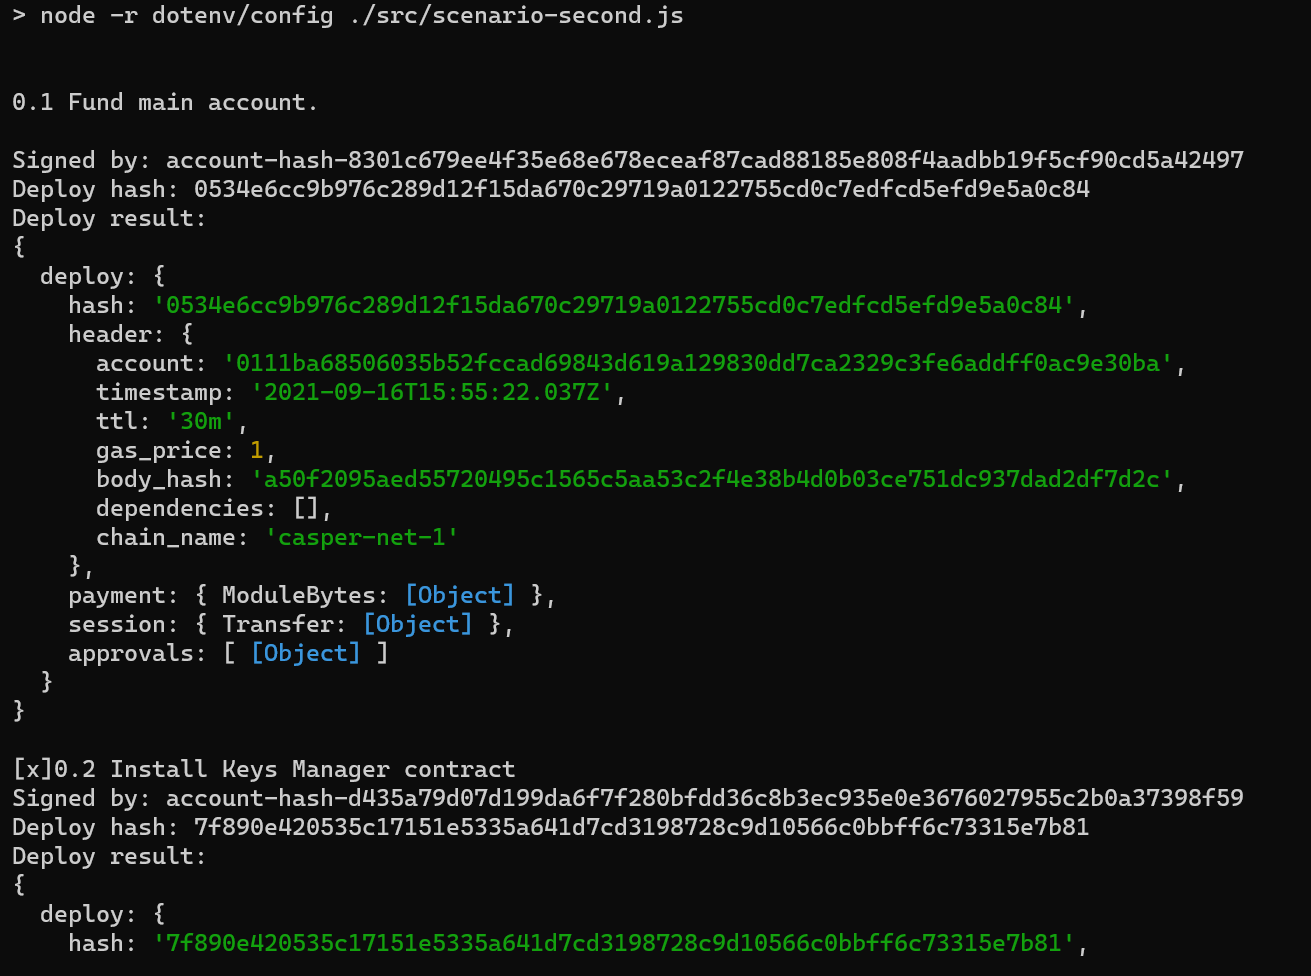 > node -r dotenv/config ./src/scenario-second.js
0.1 Fund main account.
Signed by: account-hash-8301c679ee4f35e68e678eceaf87cad88185e808f4aadbb19f5cf90cd5a42497
Deploy hash: 0534e6cc9b976c289d12f15da670c29719a0122755cd0c7edfcd5efd9e5a0c84
Deploy result:
{
  deploy: {
    hash: '0534e6cc9b976c289d12f15da670c29719a0122755cd0c7edfcd5efd9e5a0c84',
    header: {
      account: '0111ba68506035b52fccad69843d619a129830dd7ca2329c3fe6addff0ac9e30ba',
      timestamp: '2021-09-16T15:55:22.037Z',
      ttl: '30m',
      gas_price: 1,
      body_hash: 'a50f2095aed55720495c1565c5aa53c2f4e38b4d0b03ce751dc937dad2df7d2c',
      dependencies: [],
      chain_name: 'casper-net-1'
    },
    payment: { ModuleBytes: [Object] },
    session: { Transfer: [Object] },
    approvals: [ [Object] ]
  }
}
[x]0.2 Install Keys Manager contract
Signed by: account-hash-d435a79d07d199da6f7f280bfdd36c8b3ec935e0e3676027955c2b0a37398f59
Deploy hash: 7f890e420535c17151e5335a641d7cd3198728c9d10566c0bbff6c73315e7b81
Deploy result:
{
  deploy: {
    hash: '7f890e420535c17151e5335a641d7cd3198728c9d10566c0bbff6c73315e7b81',